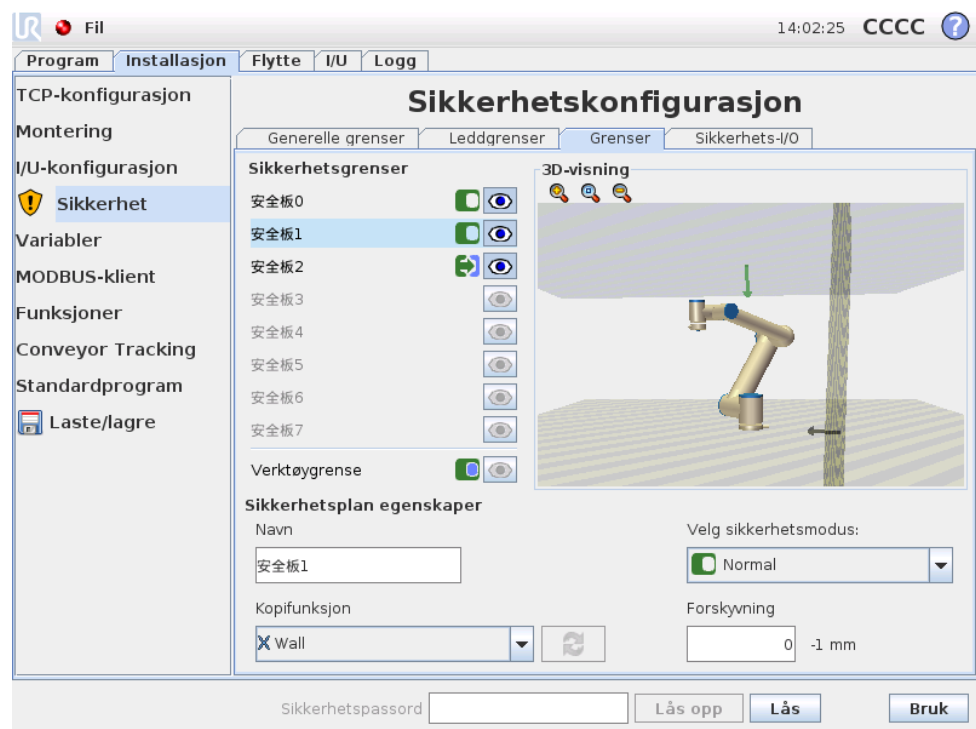 UR Fil 14:02:25 CCCC ?
Program Installasjon Flytte I/U Logg
TCP-konfigurasjon
Montering
I/U-konfigurasjon
Sikkerhet
Variabler
MODBUS-klient
Funksjoner
Conveyor Tracking
Standardprogram
Laste/lagre
Sikkerhetskonfigurasjon
Generelle grenser Leddgrenser Grenser Sikkerhets-I/O
Sikkerhetsgrenser
安全板0
安全板1
安全板2
安全板3
安全板4
安全板5
安全板6
安全板7
Verktøygrense
3D-visning
Sikkerhetsplan egenskaper
Navn
安全板1
Velg sikkerhetsmodus:
Normal
Kopifunksjon
Wall
Forskyvning
0 -1 mm
Sikkerhetspassord Lås opp Lås Bruk